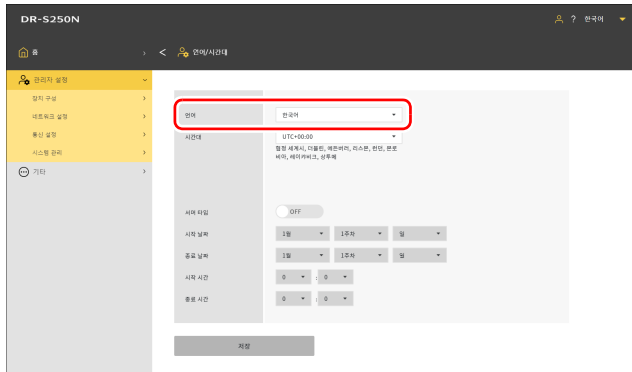 DR-S250N
? 한국어
홈
언어/시간대
관리자 설정
장치 구성
네트워크 설정
통신 설정
시스템 관리
기타
언어 한국어
시간대 UTC+00:00
협정 세계시, 더블린, 에든버러, 리스본, 런던, 몬로
비아, 레이캬비크, 상투메
서머 타임 OFF
시작 날짜 1월 1주차 월
종료 날짜 1월 1주차 월
시작 시간 0 : 0
종료 시간 0 : 0
저장